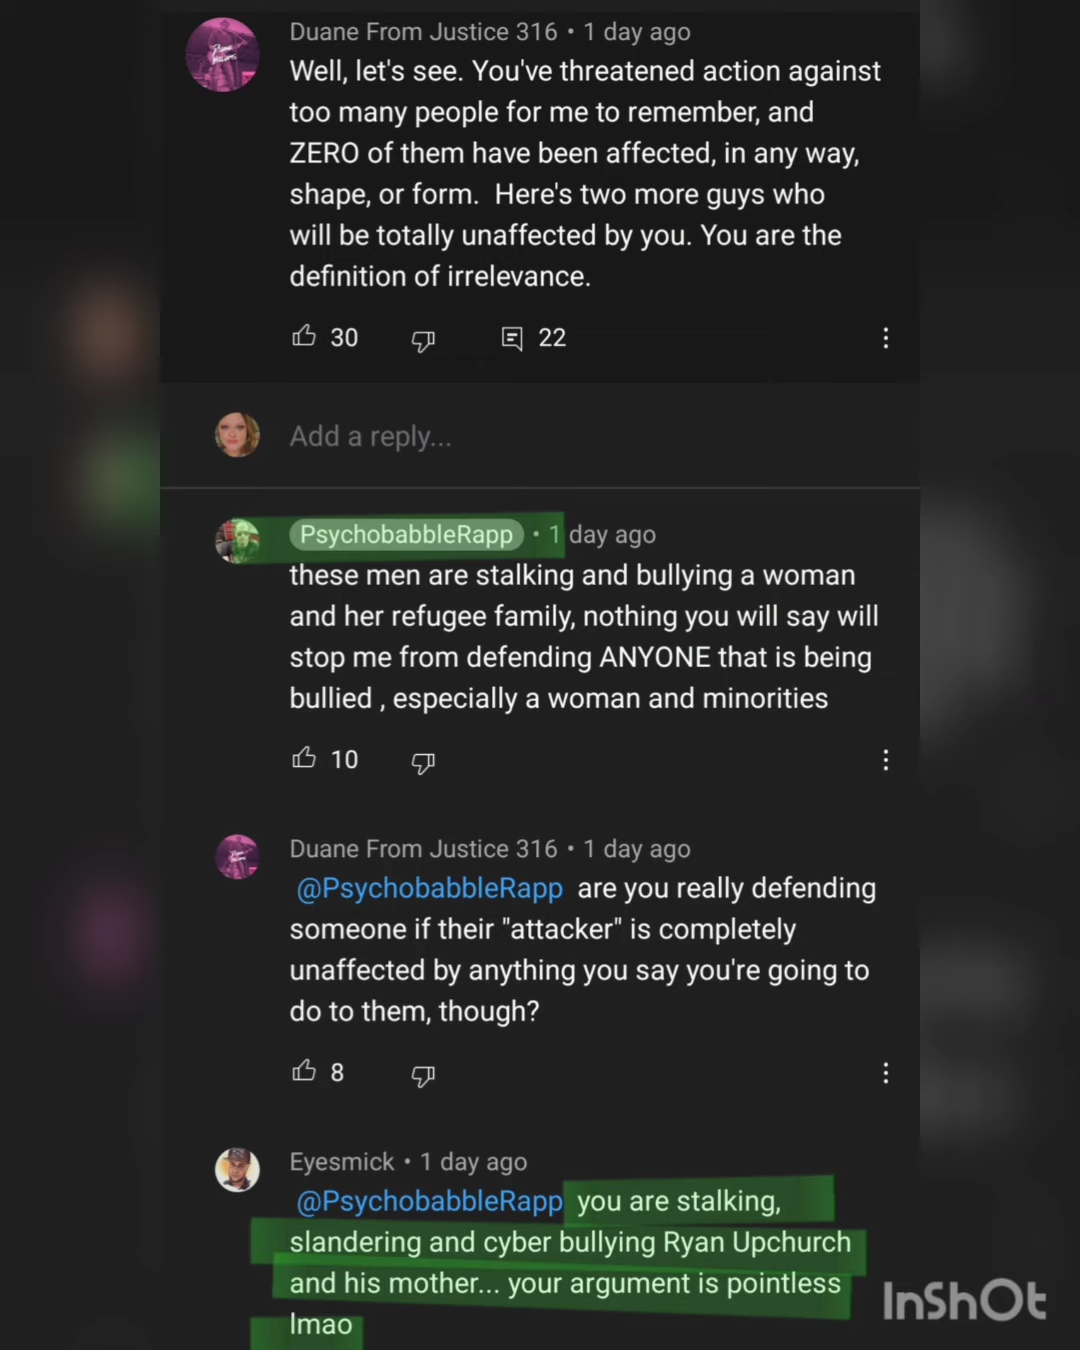 Duane From Justice 316 • 1 day ago
Well, let's see. You've threatened action against
too many people for me to remember, and
ZERO of them have been affected, in any way,
shape, or form. Here's two more guys who
will be totally unaffected by you. You are the
definition of irrelevance.
30 22
Add a reply...
PsychobabbleRapp • 1 day ago
these men are stalking and bullying a woman
and her refugee family, nothing you will say will
stop me from defending ANYONE that is being
bullied , especially a woman and minorities
10
Duane From Justice 316 • 1 day ago
@PsychobabbleRapp are you really defending
someone if their "attacker" is completely
unaffected by anything you say you're going to
do to them, though?
8
Eyesmick • 1 day ago
@PsychobabbleRapp you are stalking,
slandering and cyber bullying Ryan Upchurch
and his mother... your argument is pointless
lmao
InShOt